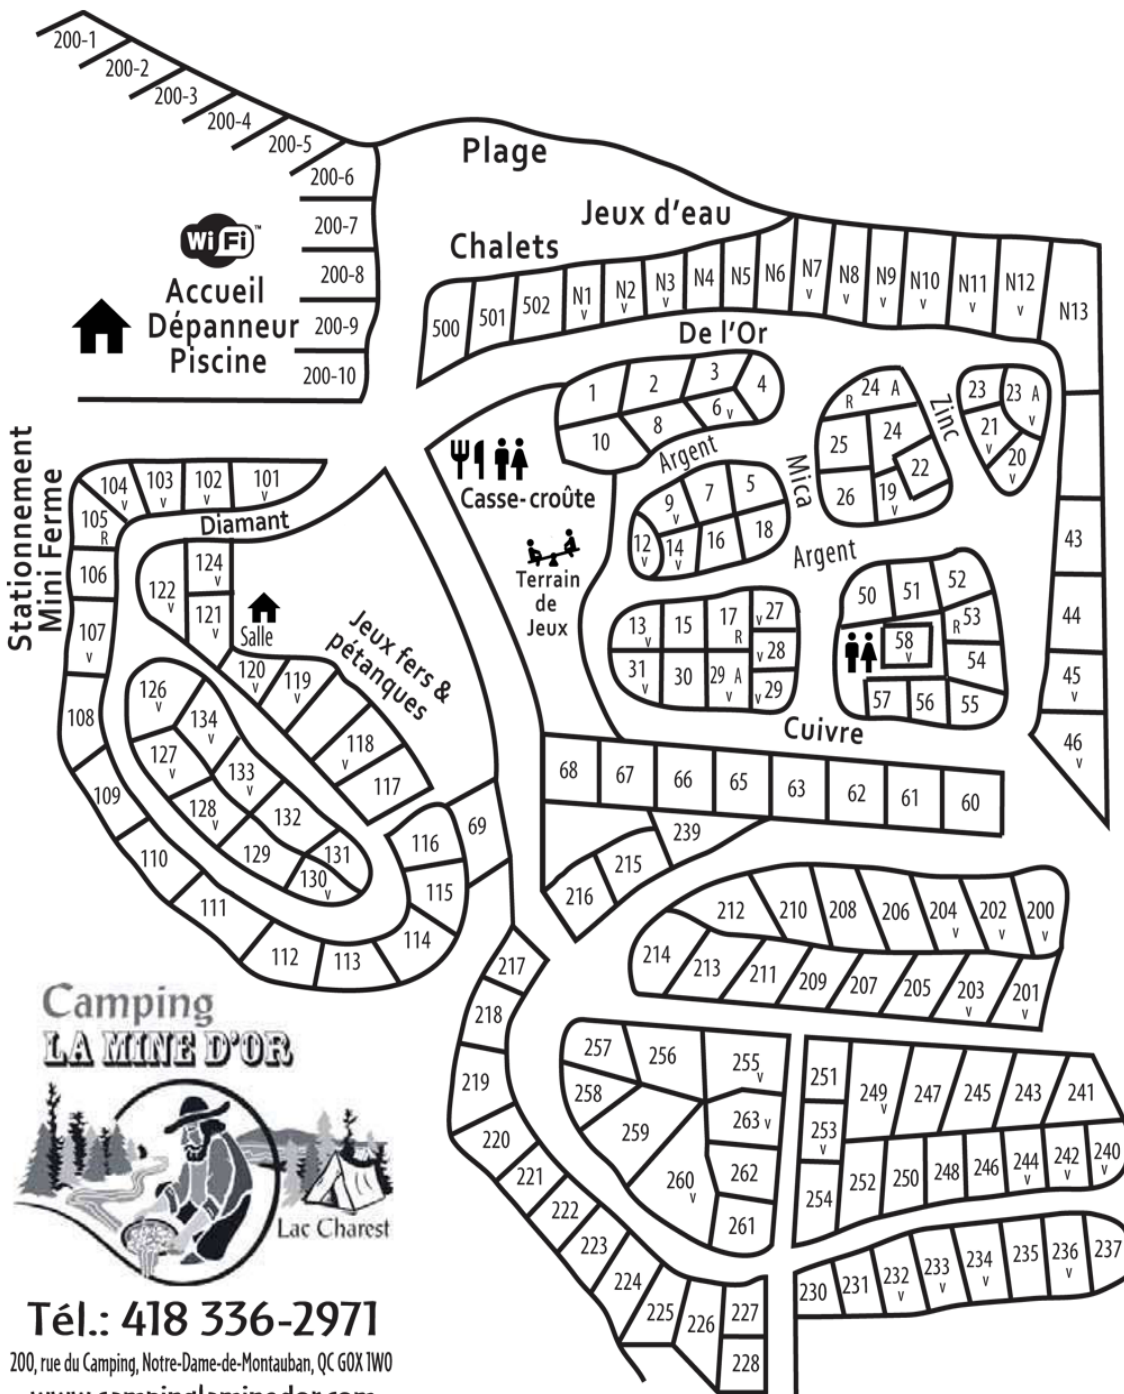 200-1
200-2
200-3
200-4
200-5
200-6
200-7
200-8
200-9
200-10
Plage
Jeux d'eau
Chalets
WiFi™
Accueil
Dépanneur
Piscine
500
501
502
N1 V
N2 V
N3 V
N4
N5
N6
N7 V
N8 V
N9 V
N10 V
N11 V
N12 V
N13
De l'Or
1
2
3
4
6 V
8
10
Argent
Casse-croûte
Terrain
de
Jeux
9 V
7
5
12 V
14 V
16
18
Mica
R 24 A
25
24
22
26
19 V
Zinc
23
23 A V
21 V
20 V
Argent
13 V
15
17 R
V 27
V 28
31 V
30
29 A V
V 29
50
51
52
R 53
58 V
54
57
56
55
43
44
45 V
46 V
Cuivre
68
67
66
65
63
62
61
60
Stationnement
Mini Ferme
104 V
103 V
102 V
101 V
105 R
Diamant
106
107 V
108
109
110
111
112
113
114
115
116
69
122 V
124 V
121 V
Salle
120 V
119 V
118 V
117
Jeux fers &
pétanques
126 V
134 V
127 V
133 V
128 V
132
129
131
130 V
239
215
216
212
210
208
206
204 V
202 V
200 V
214
213
211
209
207
205
203 V
201 V
217
218
219
220
221
222
223
224
225
226
227
228
257
256
255 V
258
259
263 V
260 V
262
261
251
253 V
254
249 V
247
245
243
241
252
250
248
246
244 V
242 V
240 V
230
231
232 V
233 V
234 V
235
236 V
237
Camping
LA MINE D'OR
Lac Charest
Tél.: 418 336-2971
200, rue du Camping, Notre-Dame-de-Montauban, QC G0X 1W0
www.campinglaminedor.com